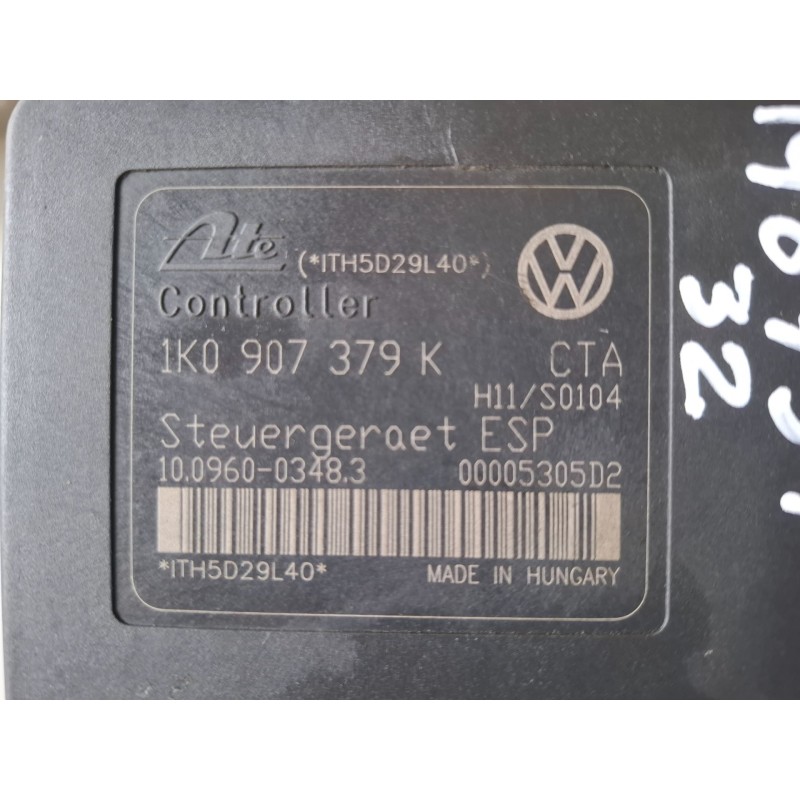 Ate (*ITH5D29L40*)
Controller
1K0 907 379 K CTA
H11/S0104
Steuergeraet ESP
10.0960-0348.3 00005305D2
*ITH5D29L40* MADE IN HUNGARY
32